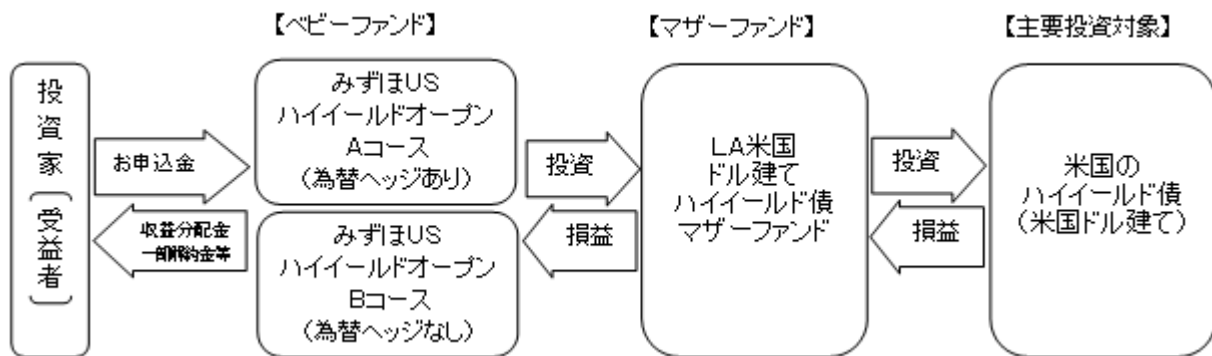 【ベビーファンド】
【マザーファンド】
【主要投資対象】
投資家
(受益者)
お申込金
収益分配金
一部解約金等
みずほUS
ハイイールドオープン
Aコース
(為替ヘッジあり)
みずほUS
ハイイールドオープン
Bコース
(為替ヘッジなし)
投資
損益
LA米国
ドル建て
ハイイールド債
マザーファンド
投資
損益
米国の
ハイイールド債
(米国ドル建て)